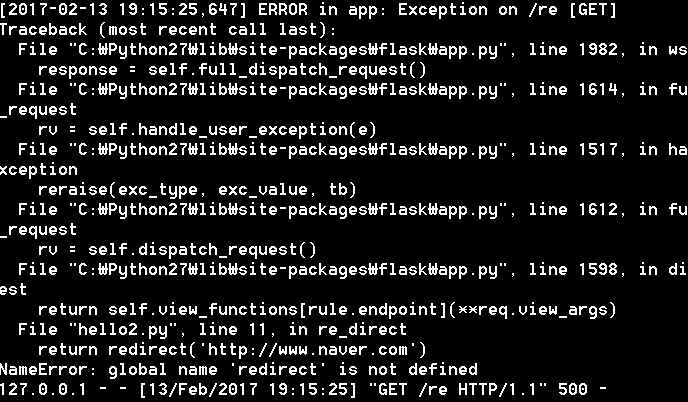 [2017-02-13 19:15:25,647] ERROR in app: Exception on /re [GET]
Traceback (most recent call last):
  File "C:₩Python27₩lib₩site-packages₩flask₩app.py", line 1982, in ws
    response = self.full_dispatch_request()
  File "C:₩Python27₩lib₩site-packages₩flask₩app.py", line 1614, in fu
_request
    rv = self.handle_user_exception(e)
  File "C:₩Python27₩lib₩site-packages₩flask₩app.py", line 1517, in ha
xception
    reraise(exc_type, exc_value, tb)
  File "C:₩Python27₩lib₩site-packages₩flask₩app.py", line 1612, in fu
_request
    rv = self.dispatch_request()
  File "C:₩Python27₩lib₩site-packages₩flask₩app.py", line 1598, in di
est
    return self.view_functions[rule.endpoint](**req.view_args)
  File "hello2.py", line 11, in re_direct
    return redirect('http://www.naver.com')
NameError: global name 'redirect' is not defined
127.0.0.1 - - [13/Feb/2017 19:15:25] "GET /re HTTP/1.1" 500 -